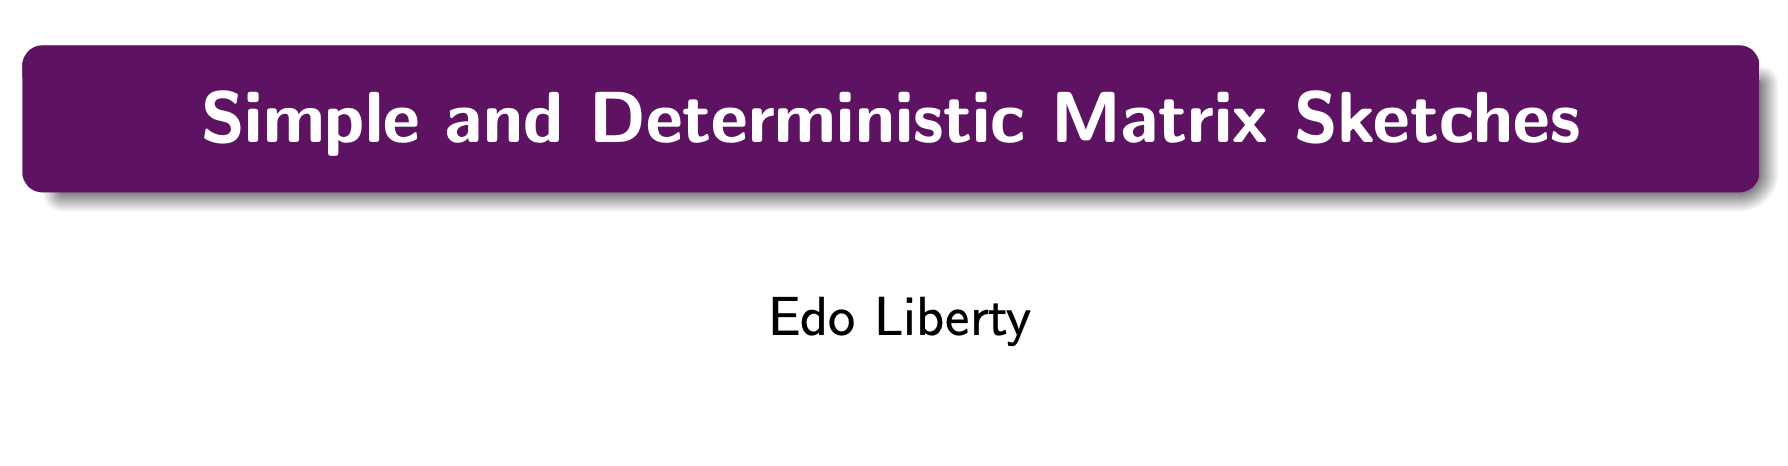 Simple and Deterministic Matrix Sketches
Edo Liberty